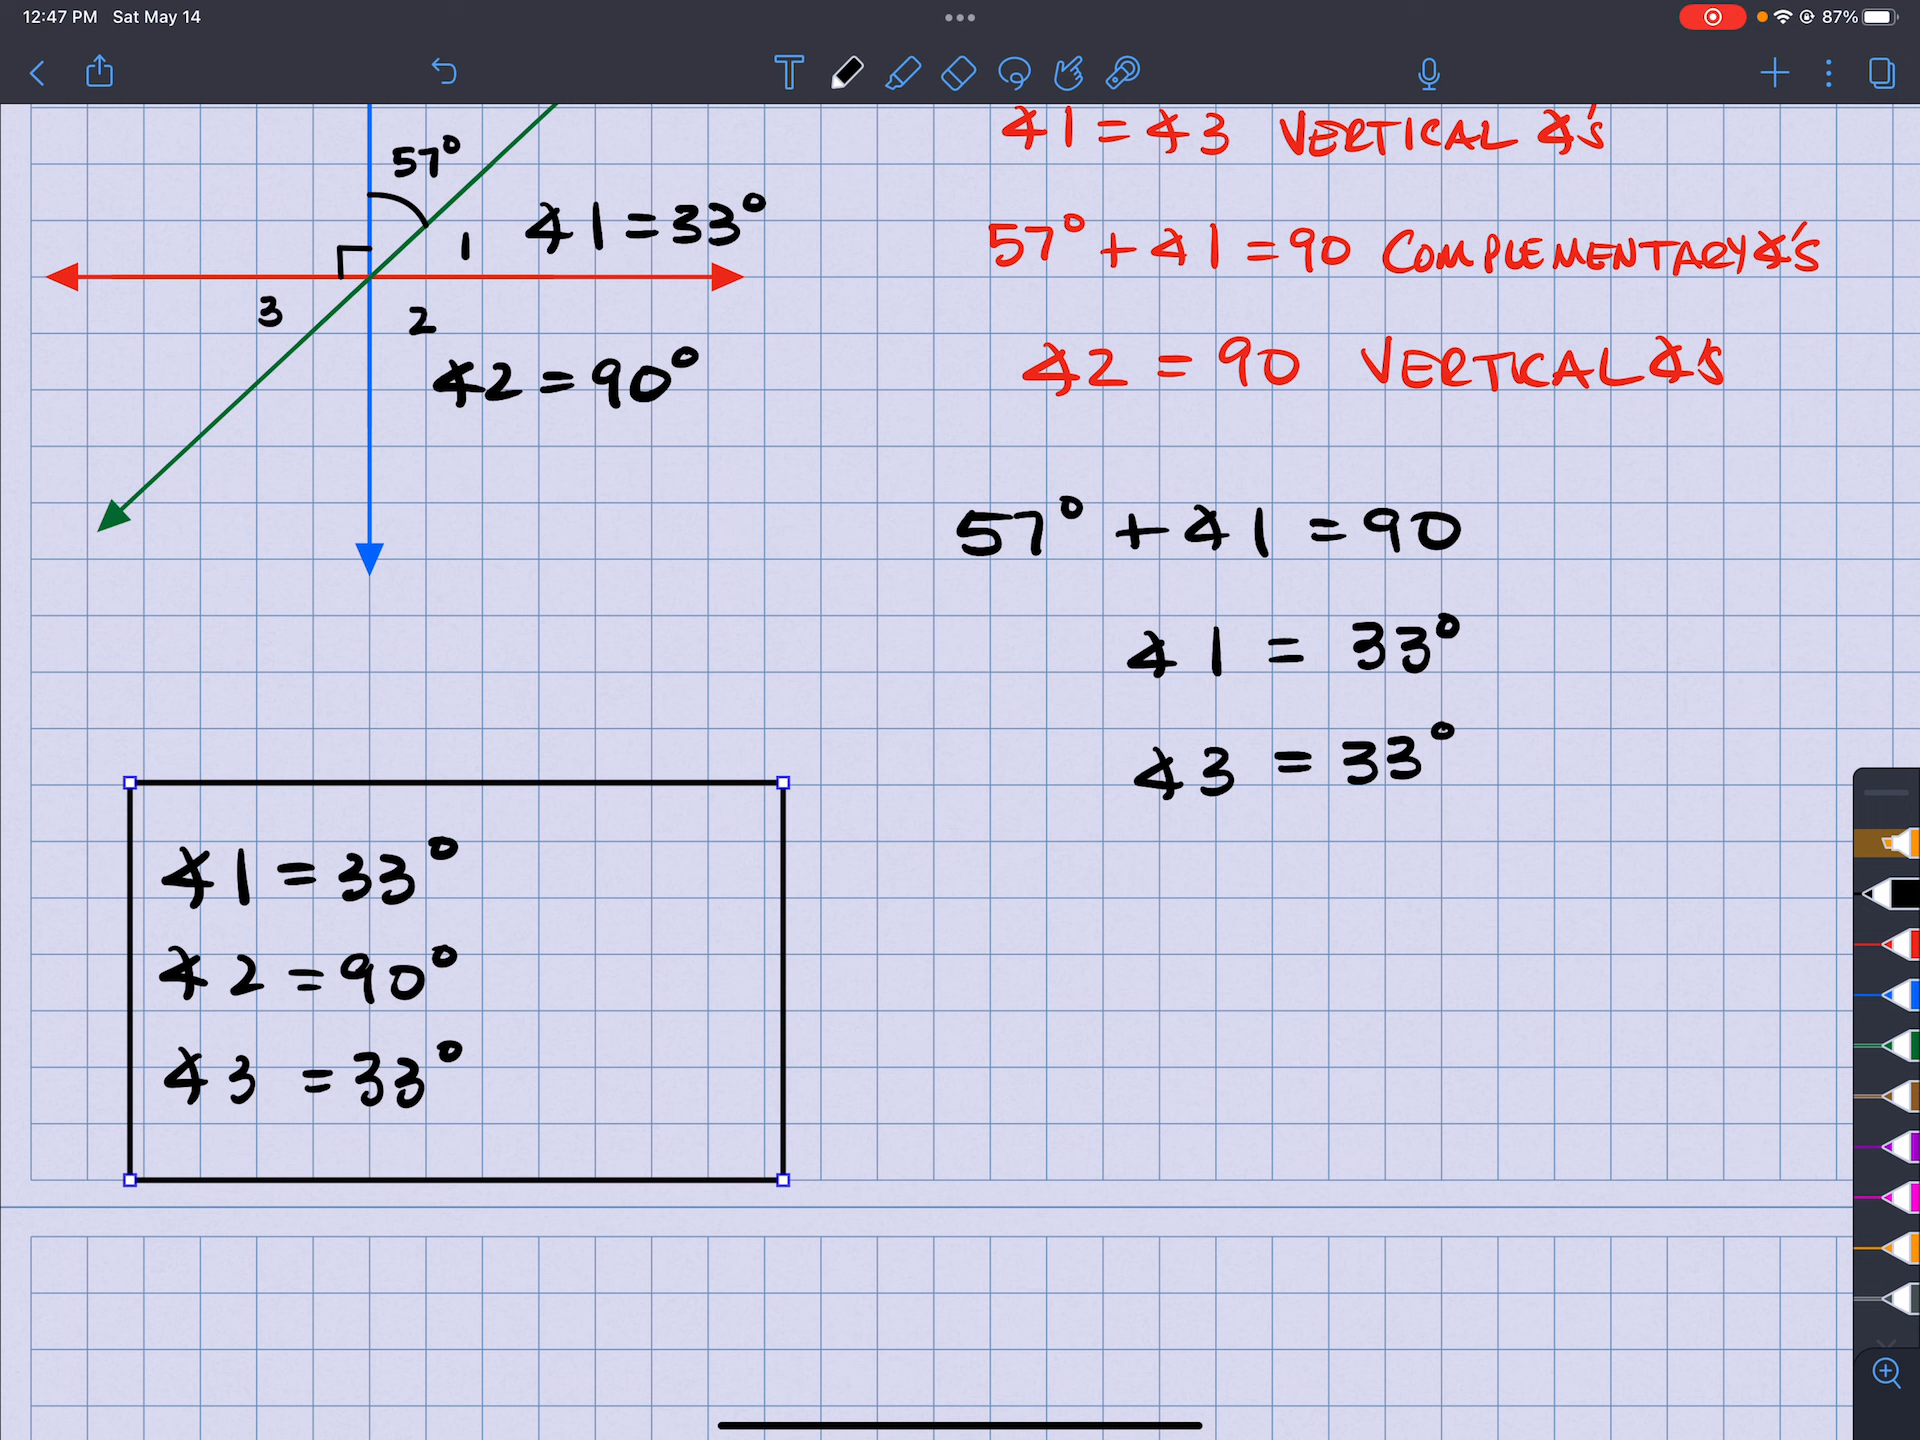 12:47 PM Sat May 14
87%
57°
1
∡1 = 33°
3
2
∡2 = 90°
∡1 = ∡3 VERTICAL ∡'s
57° + ∡1 = 90 COMPLEMENTARY ∡'s
∡2 = 90 VERTICAL ∡'s
57° + ∡1 = 90
∡1 = 33°
∡3 = 33°
∡1 = 33°
∡2 = 90°
∡3 = 33°